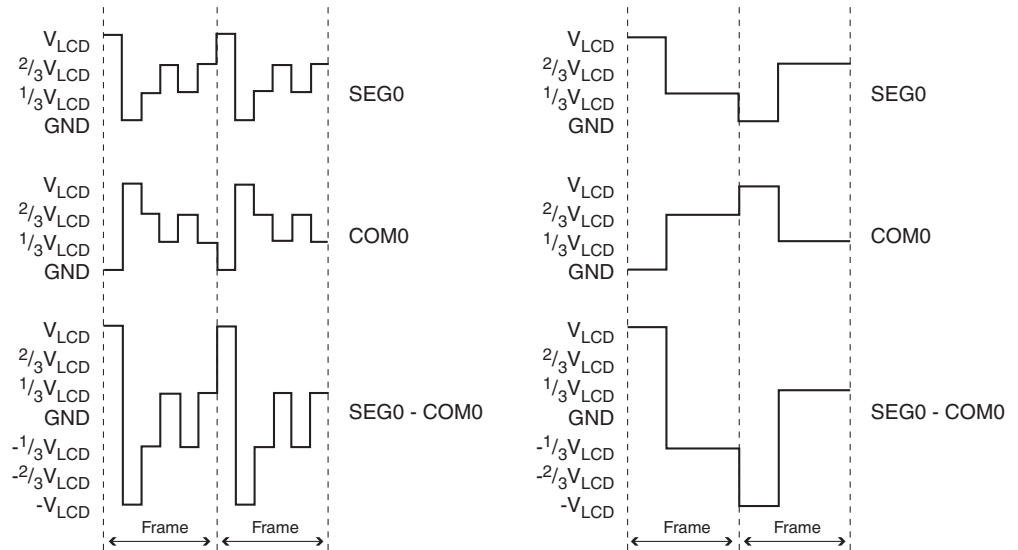 V_LCD
2/3V_LCD
1/3V_LCD
GND
SEG0
V_LCD
2/3V_LCD
1/3V_LCD
GND
COM0
V_LCD
2/3V_LCD
1/3V_LCD
GND
-1/3V_LCD
-2/3V_LCD
-V_LCD
SEG0 - COM0
Frame Frame
V_LCD
2/3V_LCD
1/3V_LCD
GND
SEG0
V_LCD
2/3V_LCD
1/3V_LCD
GND
COM0
V_LCD
2/3V_LCD
1/3V_LCD
GND
-1/3V_LCD
-2/3V_LCD
-V_LCD
SEG0 - COM0
Frame Frame